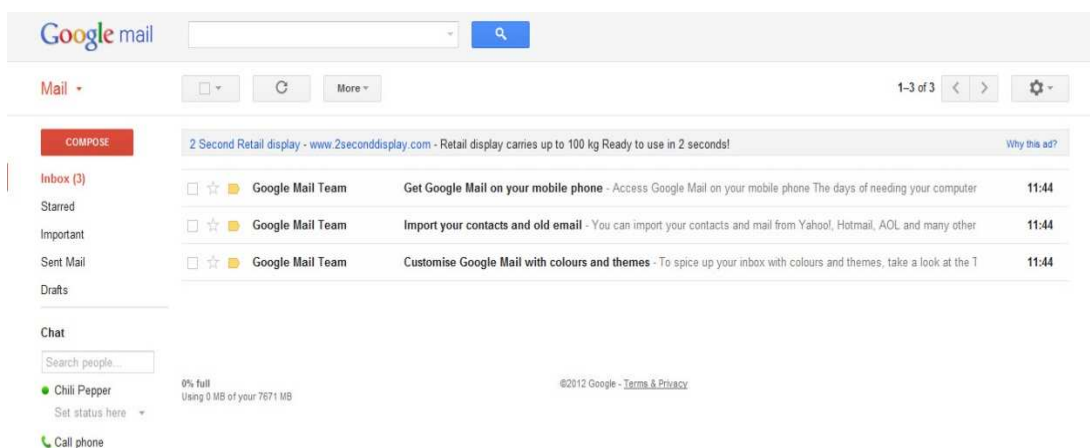 Google mail
Mail
More
1–3 of 3
COMPOSE
2 Second Retail display - www.2seconddisplay.com - Retail display carries up to 100 kg Ready to use in 2 seconds!
Why this ad?
Inbox (3)
Starred
Important
Sent Mail
Drafts
Google Mail Team Get Google Mail on your mobile phone - Access Google Mail on your mobile phone The days of needing your computer 11:44
Google Mail Team Import your contacts and old email - You can import your contacts and mail from Yahoo!, Hotmail, AOL and many other 11:44
Google Mail Team Customise Google Mail with colours and themes - To spice up your inbox with colours and themes, take a look at the T 11:44
Chat
Search people...
Chili Pepper
Set status here
Call phone
0% full
Using 0 MB of your 7671 MB
©2012 Google - Terms & Privacy